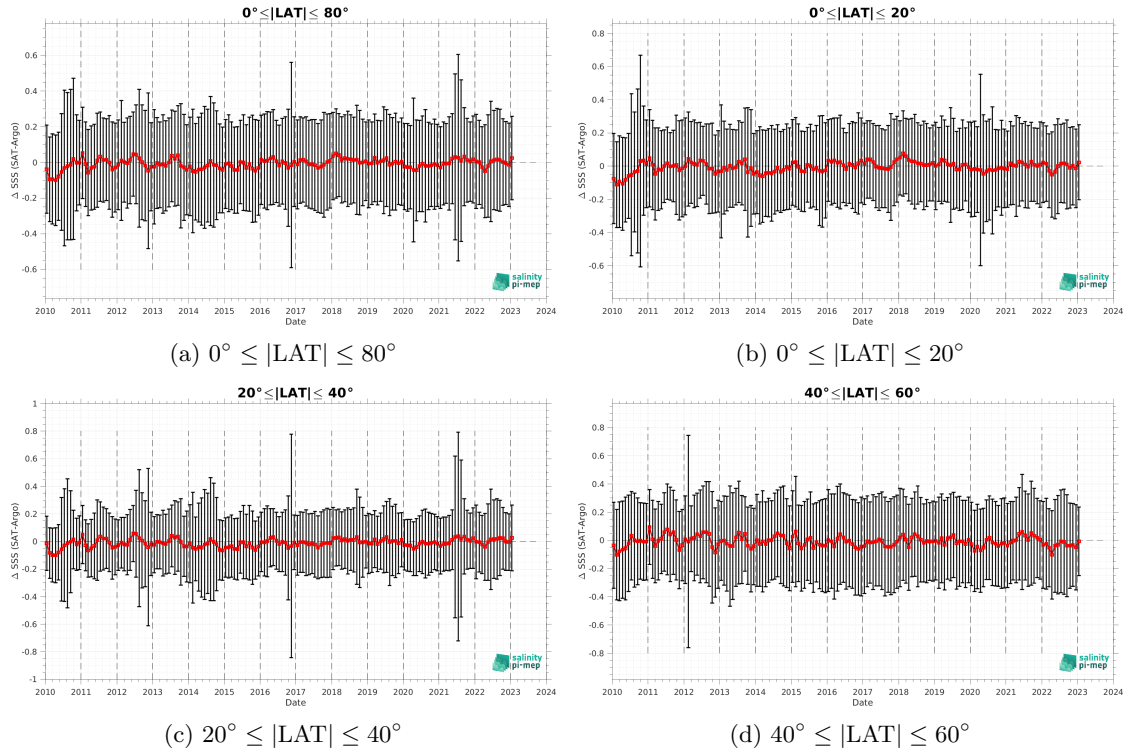 0°≤|LAT|≤ 80°
0.6
0.4
0.2
0
-0.2
-0.4
-0.6
Δ SSS (SAT-Argo)
salinity
pi-mep
2010 2011 2012 2013 2014 2015 2016 2017 2018 2019 2020 2021 2022 2023 2024
Date
(a) 0° ≤ |LAT| ≤ 80°
0°≤|LAT|≤ 20°
0.8
0.6
0.4
0.2
0
-0.2
-0.4
-0.6
Δ SSS (SAT-Argo)
salinity
pi-mep
2010 2011 2012 2013 2014 2015 2016 2017 2018 2019 2020 2021 2022 2023 2024
Date
(b) 0° ≤ |LAT| ≤ 20°
20°≤|LAT|≤ 40°
1
0.8
0.6
0.4
0.2
0
-0.2
-0.4
-0.6
-0.8
-1
Δ SSS (SAT-Argo)
salinity
pi-mep
2010 2011 2012 2013 2014 2015 2016 2017 2018 2019 2020 2021 2022 2023 2024
Date
(c) 20° ≤ |LAT| ≤ 40°
40°≤|LAT|≤ 60°
0.8
0.6
0.4
0.2
0
-0.2
-0.4
-0.6
-0.8
Δ SSS (SAT-Argo)
salinity
pi-mep
2010 2011 2012 2013 2014 2015 2016 2017 2018 2019 2020 2021 2022 2023 2024
Date
(d) 40° ≤ |LAT| ≤ 60°